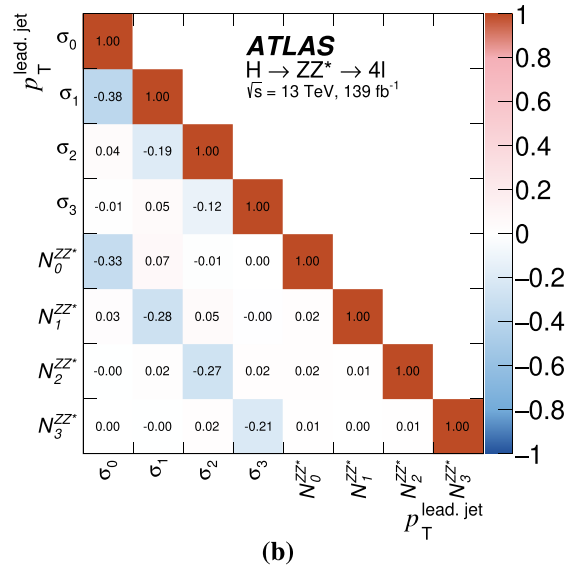 p_T^{lead. jet}
ATLAS
H → ZZ* → 4l
√s = 13 TeV, 139 fb⁻¹
σ₀ 1.00
σ₁ -0.38 1.00
σ₂ 0.04 -0.19 1.00
σ₃ -0.01 0.05 -0.12 1.00
N₀^{ZZ*} -0.33 0.07 -0.01 0.00 1.00
N₁^{ZZ*} 0.03 -0.28 0.05 -0.00 0.02 1.00
N₂^{ZZ*} -0.00 0.02 -0.27 0.02 0.02 0.01 1.00
N₃^{ZZ*} 0.00 -0.00 0.02 -0.21 0.01 0.00 0.01 1.00
σ₀ σ₁ σ₂ σ₃ N₀^{ZZ*} N₁^{ZZ*} N₂^{ZZ*} N₃^{ZZ*}
p_T^{lead. jet}
1
0.8
0.6
0.4
0.2
0
−0.2
−0.4
−0.6
−0.8
−1
(b)